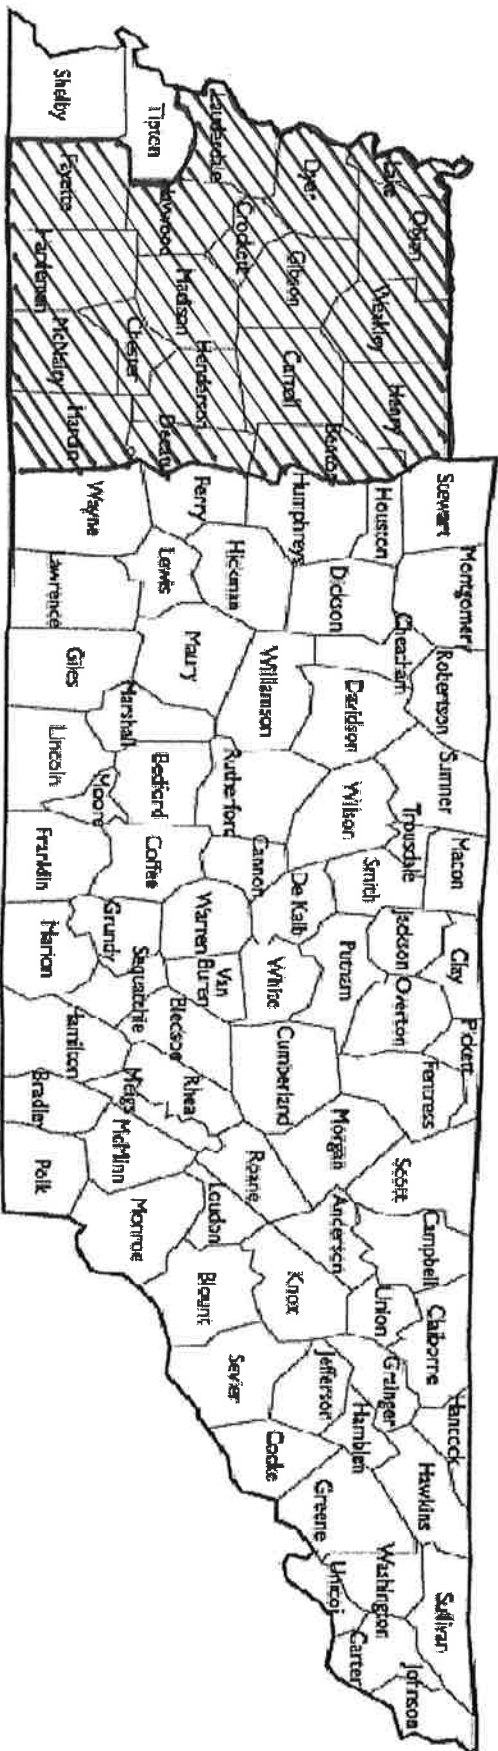 Shelby
Tipton
Lauderdale
Dyer
Lake
Obion
Fayette
Haywood
Crockett
Gibson
Weakley
Hardeman
Madison
Carroll
Henry
McNairy
Chester
Henderson
Benton
Hardin
Decatur
Stewart
Wayne
Perry
Humphreys
Houston
Montgomery
Lawrence
Lewis
Hickman
Dickson
Cheatham
Robertson
Giles
Maury
Williamson
Davidson
Sumner
Lincoln
Marshall
Bedford
Rutherford
Wilson
Trousdale
Macon
Moore
Coffee
Cannon
De Kalb
Smith
Clay
Franklin
Grundy
Warren
Van
Buren
White
Putnam
Jackson
Overton
Pickett
Marion
Sequatchie
Bledsoe
Cumberland
Fentress
Hamilton
Rhea
Meigs
Morgan
Scott
McMinn
Roane
Anderson
Campbell
Polk
Monroe
Loudon
Knox
Union
Claiborne
Blount
Sevier
Jefferson
Grainger
Hancock
Cocke
Hamblen
Hawkins
Greene
Washington
Unicoi
Sullivan
Carter
Johnson